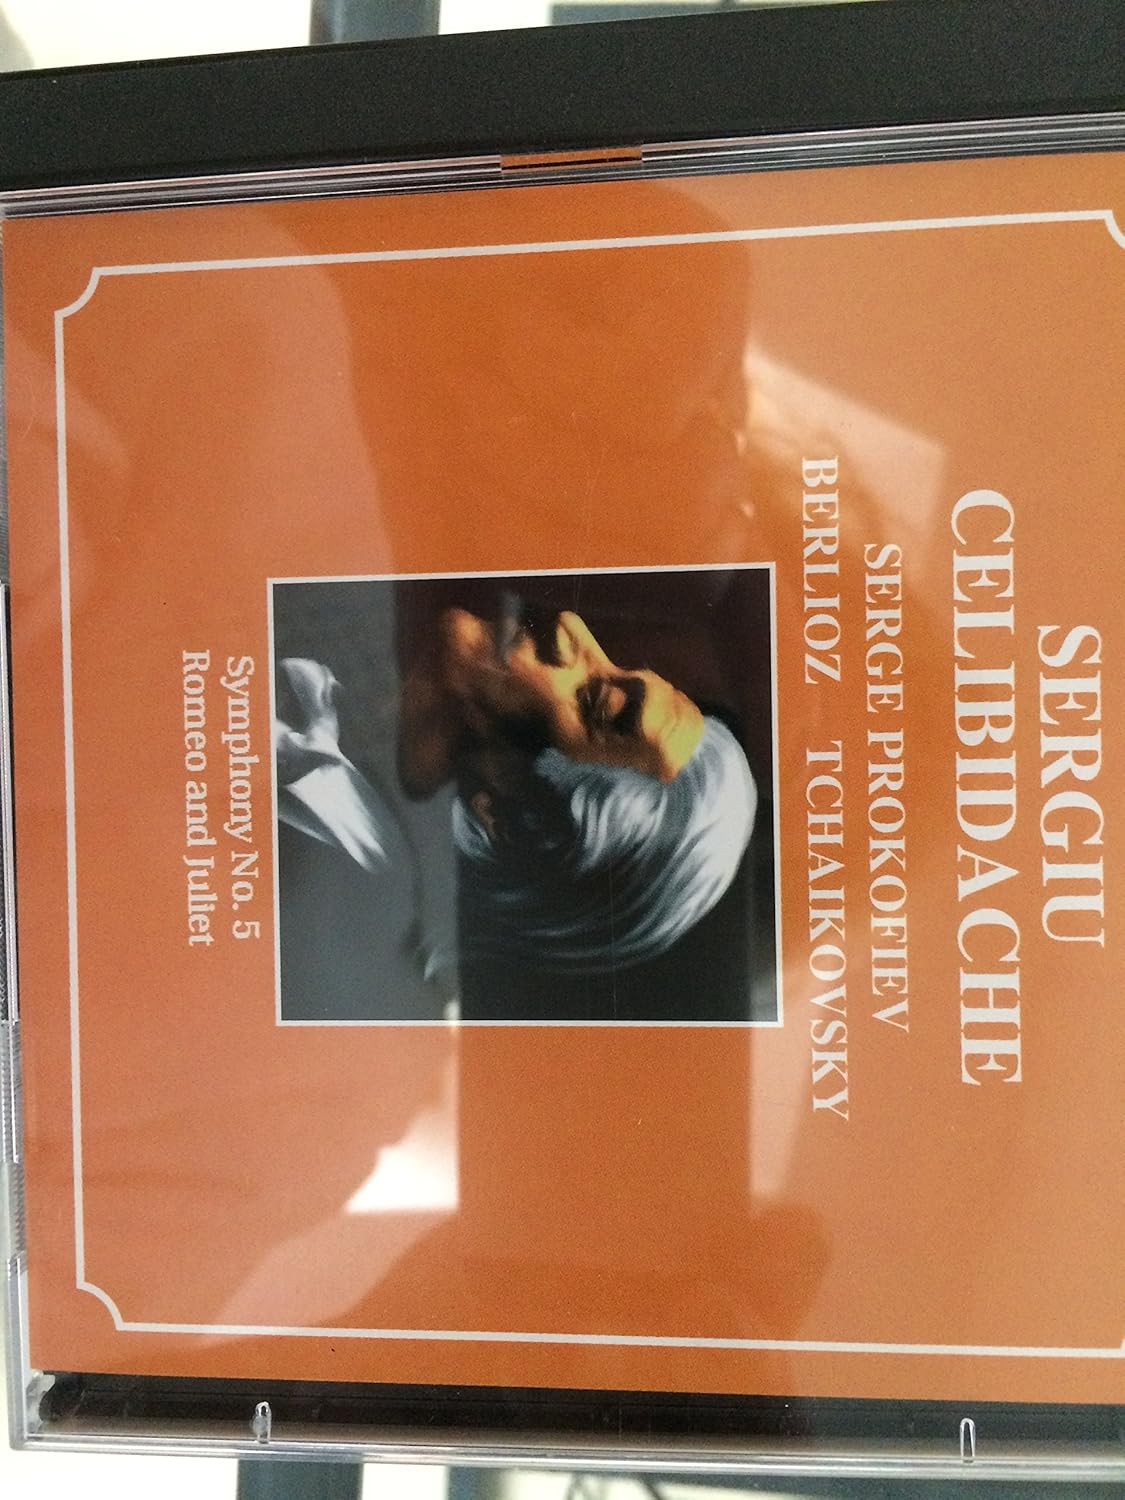 SERGIU
CELIBIDACHE
SERGE PROKOFIEV
BERLIOZ TCHAIKOVSKY
Symphony No. 5
Romeo and Juliet